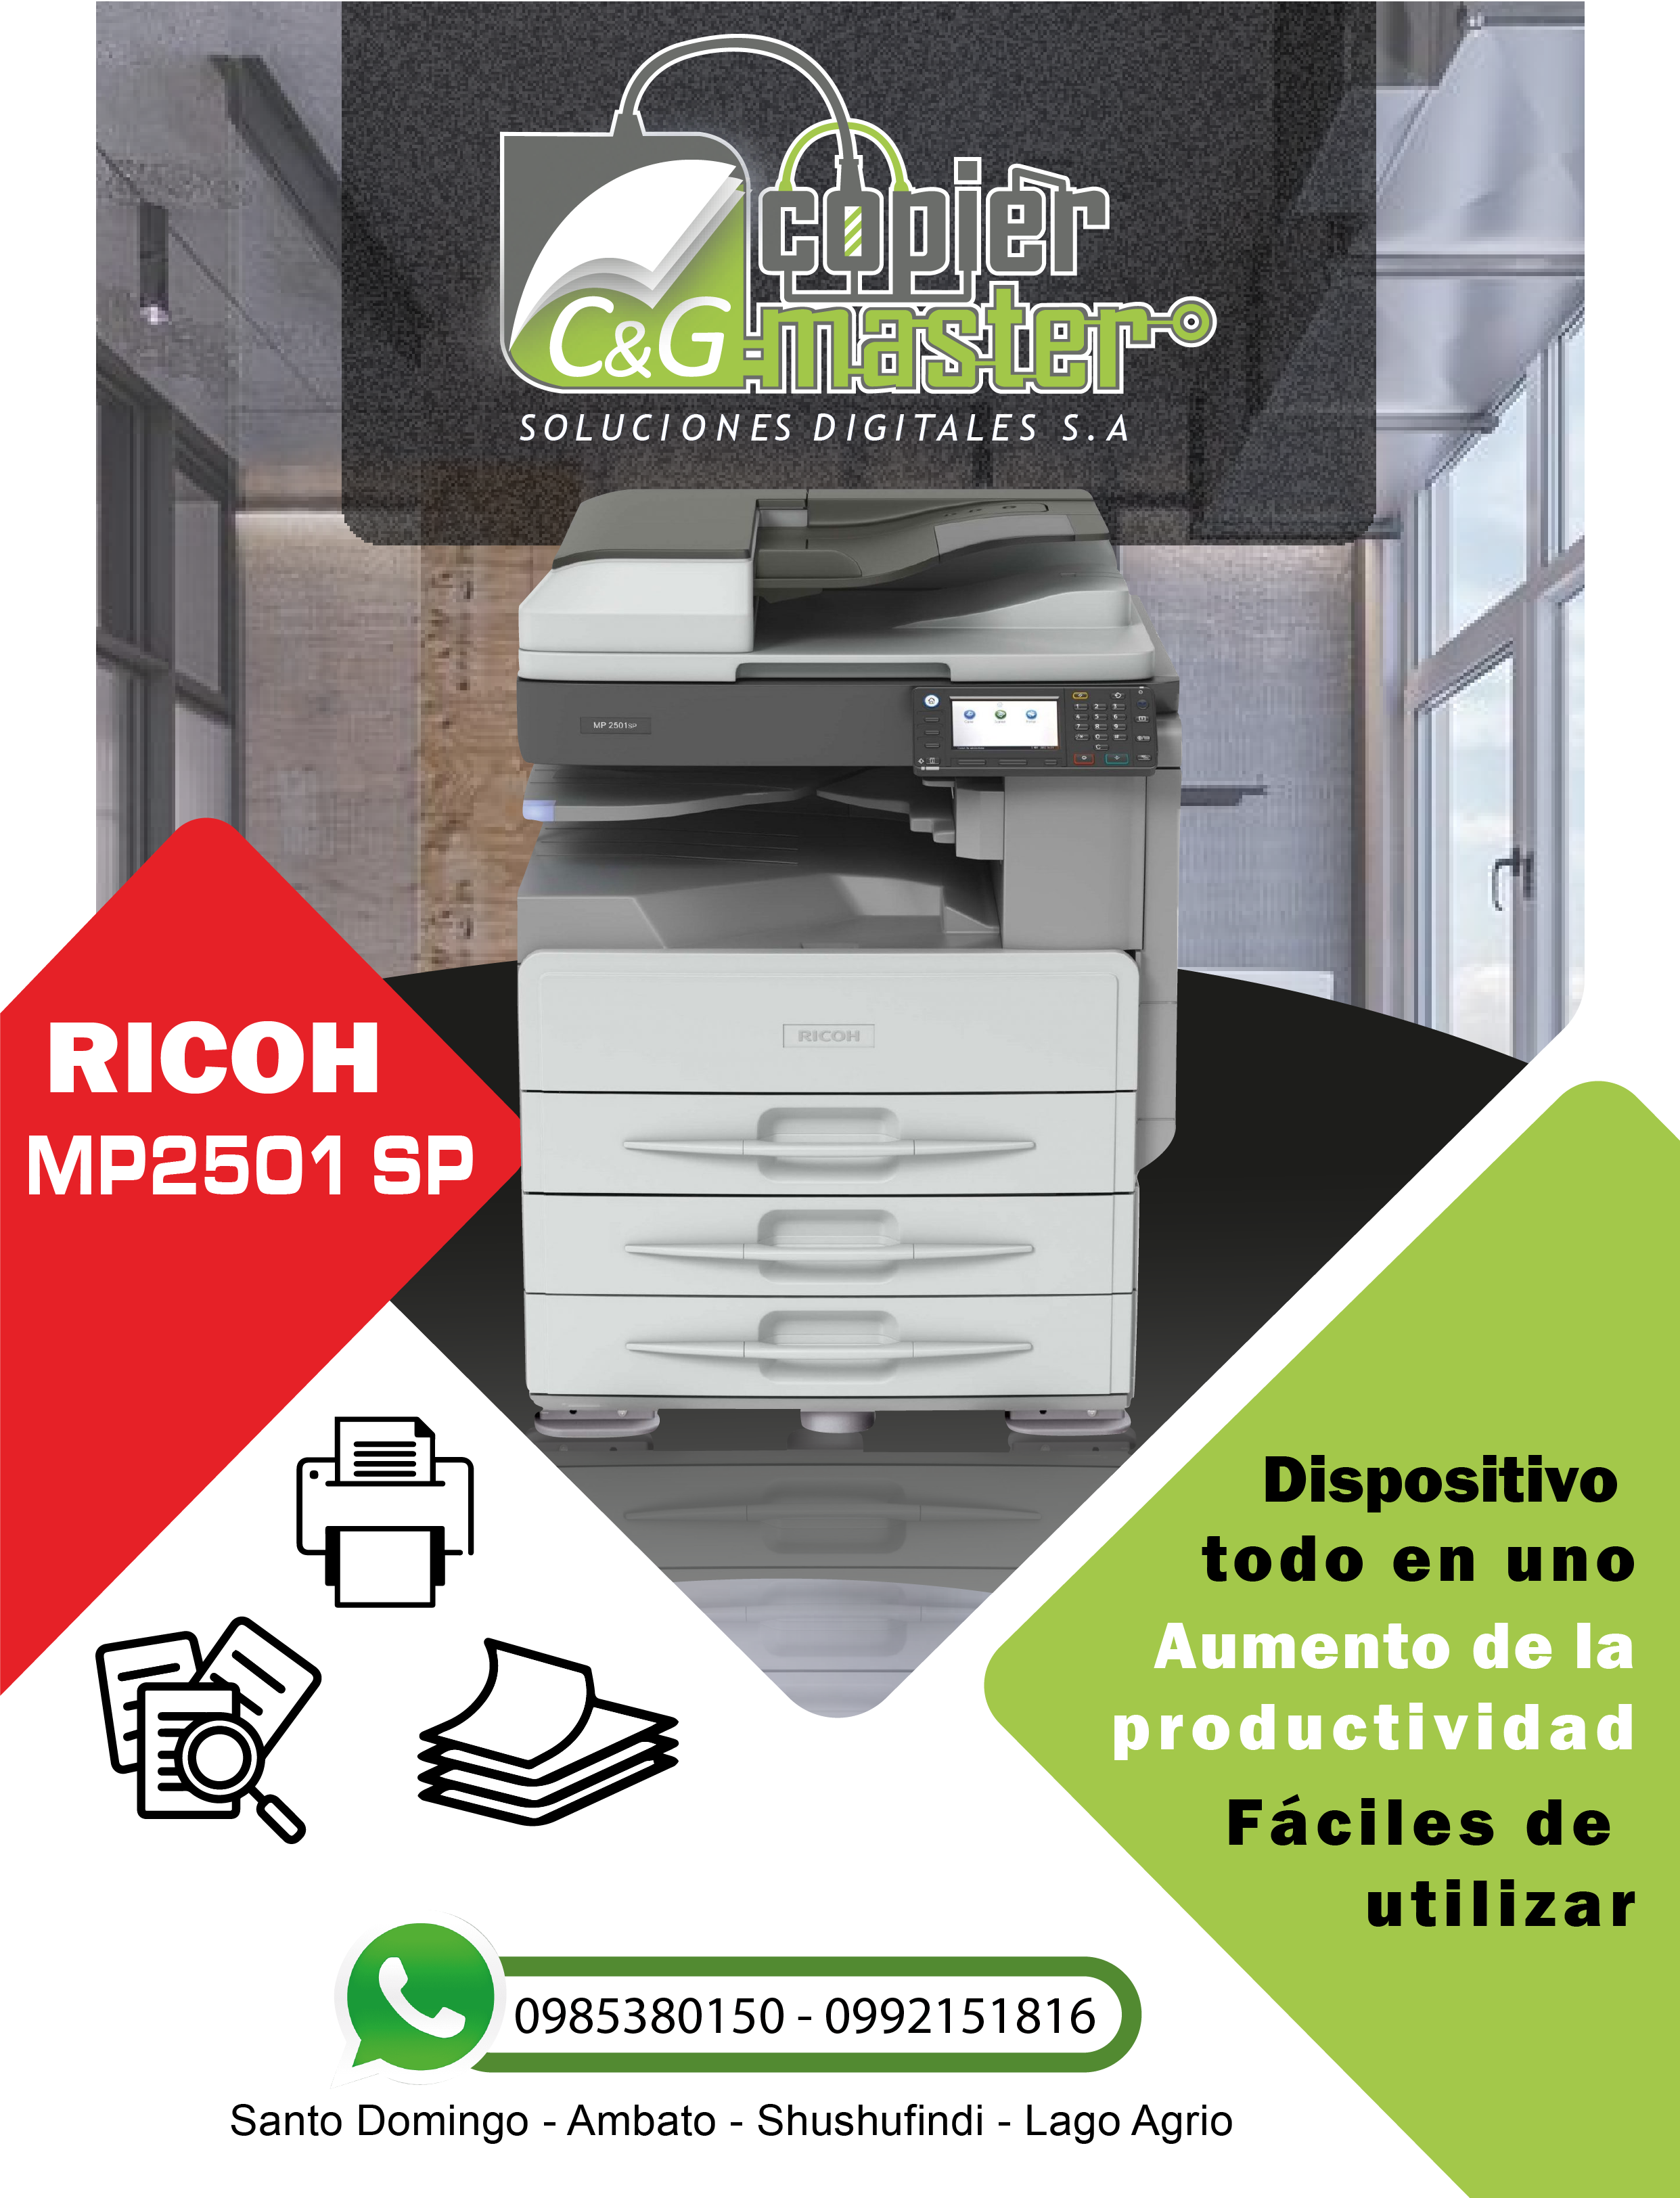 copier
C&G master
SOLUCIONES DIGITALES S.A
MP 2501SP
RICOH
RICOH
MP2501 SP
Dispositivo
todo en uno
Aumento de la
productividad
Fáciles de
utilizar
0985380150 - 0992151816
Santo Domingo - Ambato - Shushufindi - Lago Agrio